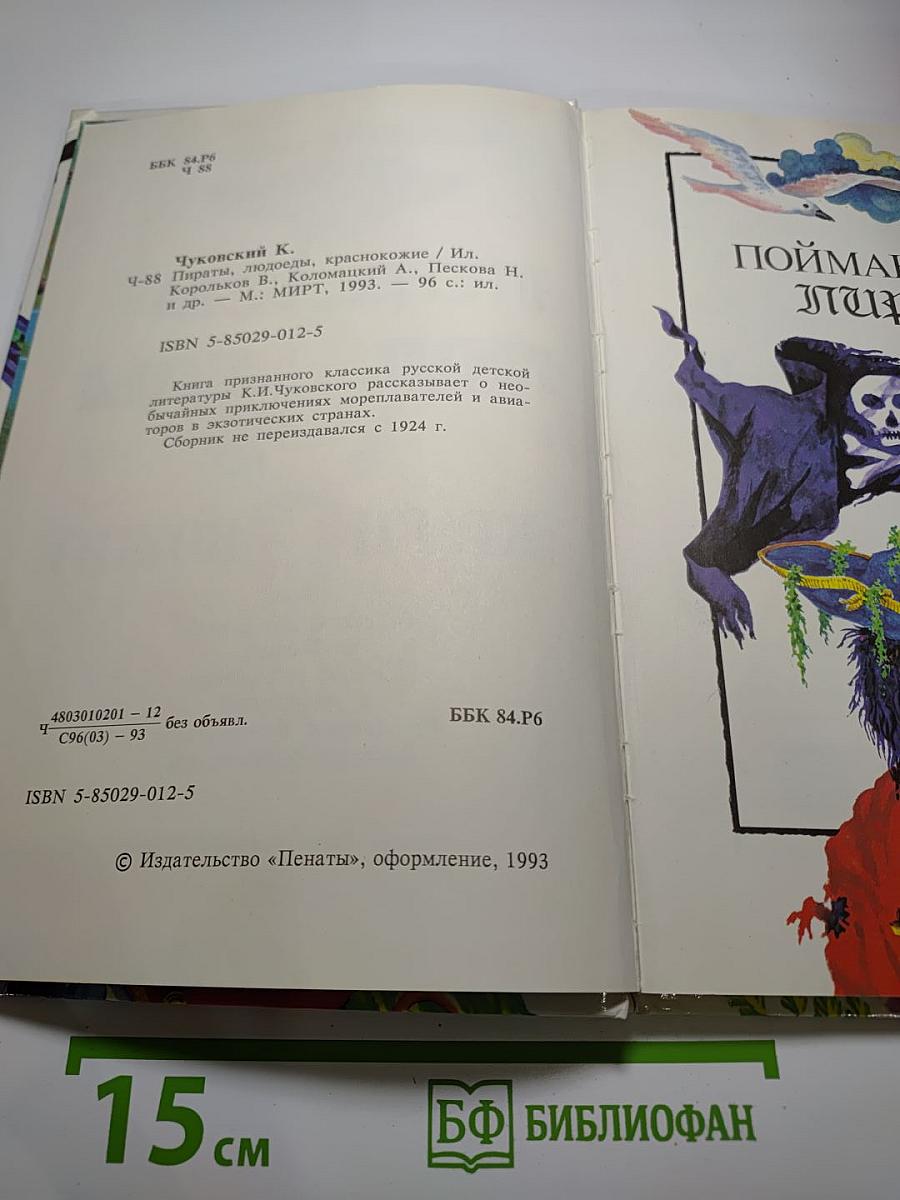 ББК 84.Р6
Ч 88
Чуковский К.
Ч-88 Пираты, людоеды, краснокожие / Ил.
Корольков В., Коломацкий А., Пескова Н.
и др. — М.: МИРТ, 1993. — 96 с.: ил.
ISBN 5-85029-012-5
Книга признанного классика русской детской
литературы К.И.Чуковского рассказывает о нео-
бычайных приключениях мореплавателей и авиа-
торов в экзотических странах.
Сборник не переиздавался с 1924 г.
Ч 4803010201 – 12
С96(03) – 93
без объявл.
ББК 84.Р6
ISBN 5-85029-012-5
© Издательство «Пенаты», оформление, 1993
15 см
БФ БИБЛИОФАН